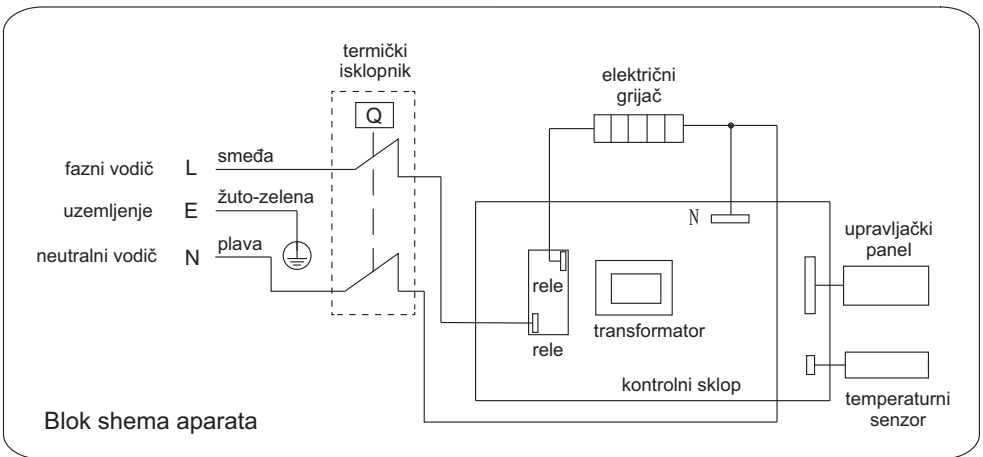 termički
isklopnik
Q
električni
grijač
fazni vodič L smeđa
uzemljenje E žuto-zelena
neutralni vodič N plava
N
upravljački
panel
rele
transformator
rele
kontrolni sklop
temperaturni
senzor
Blok shema aparata